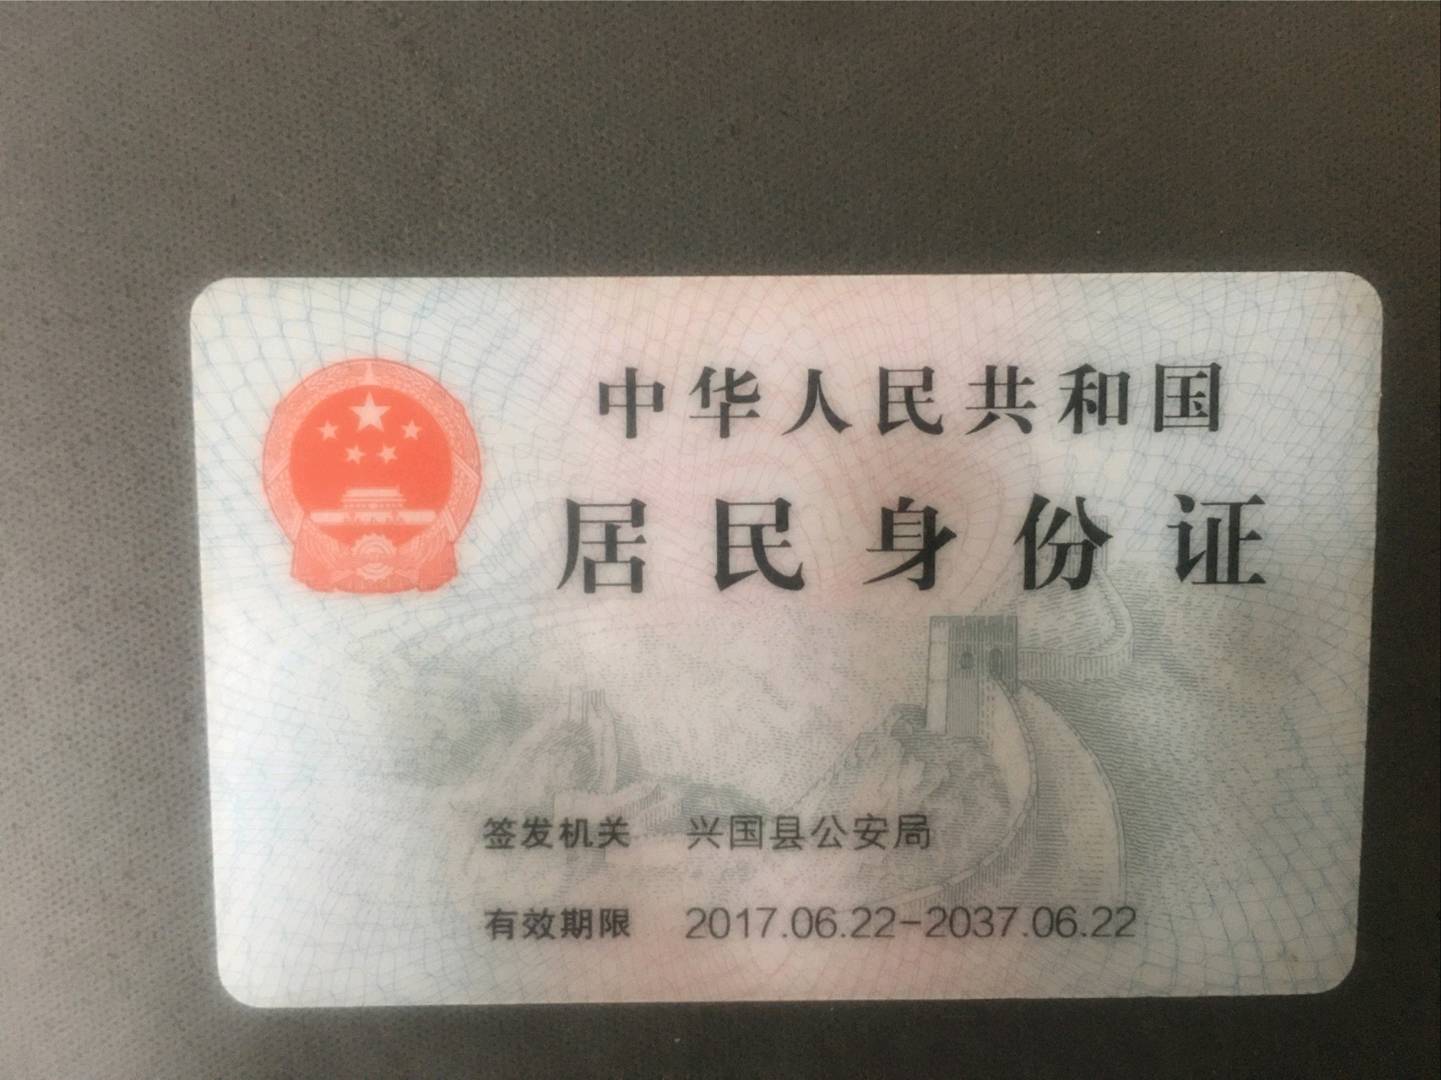 中华人民共和国
居民身份证
签发机关 兴国县公安局
有效期限 2017.06.22-2037.06.22